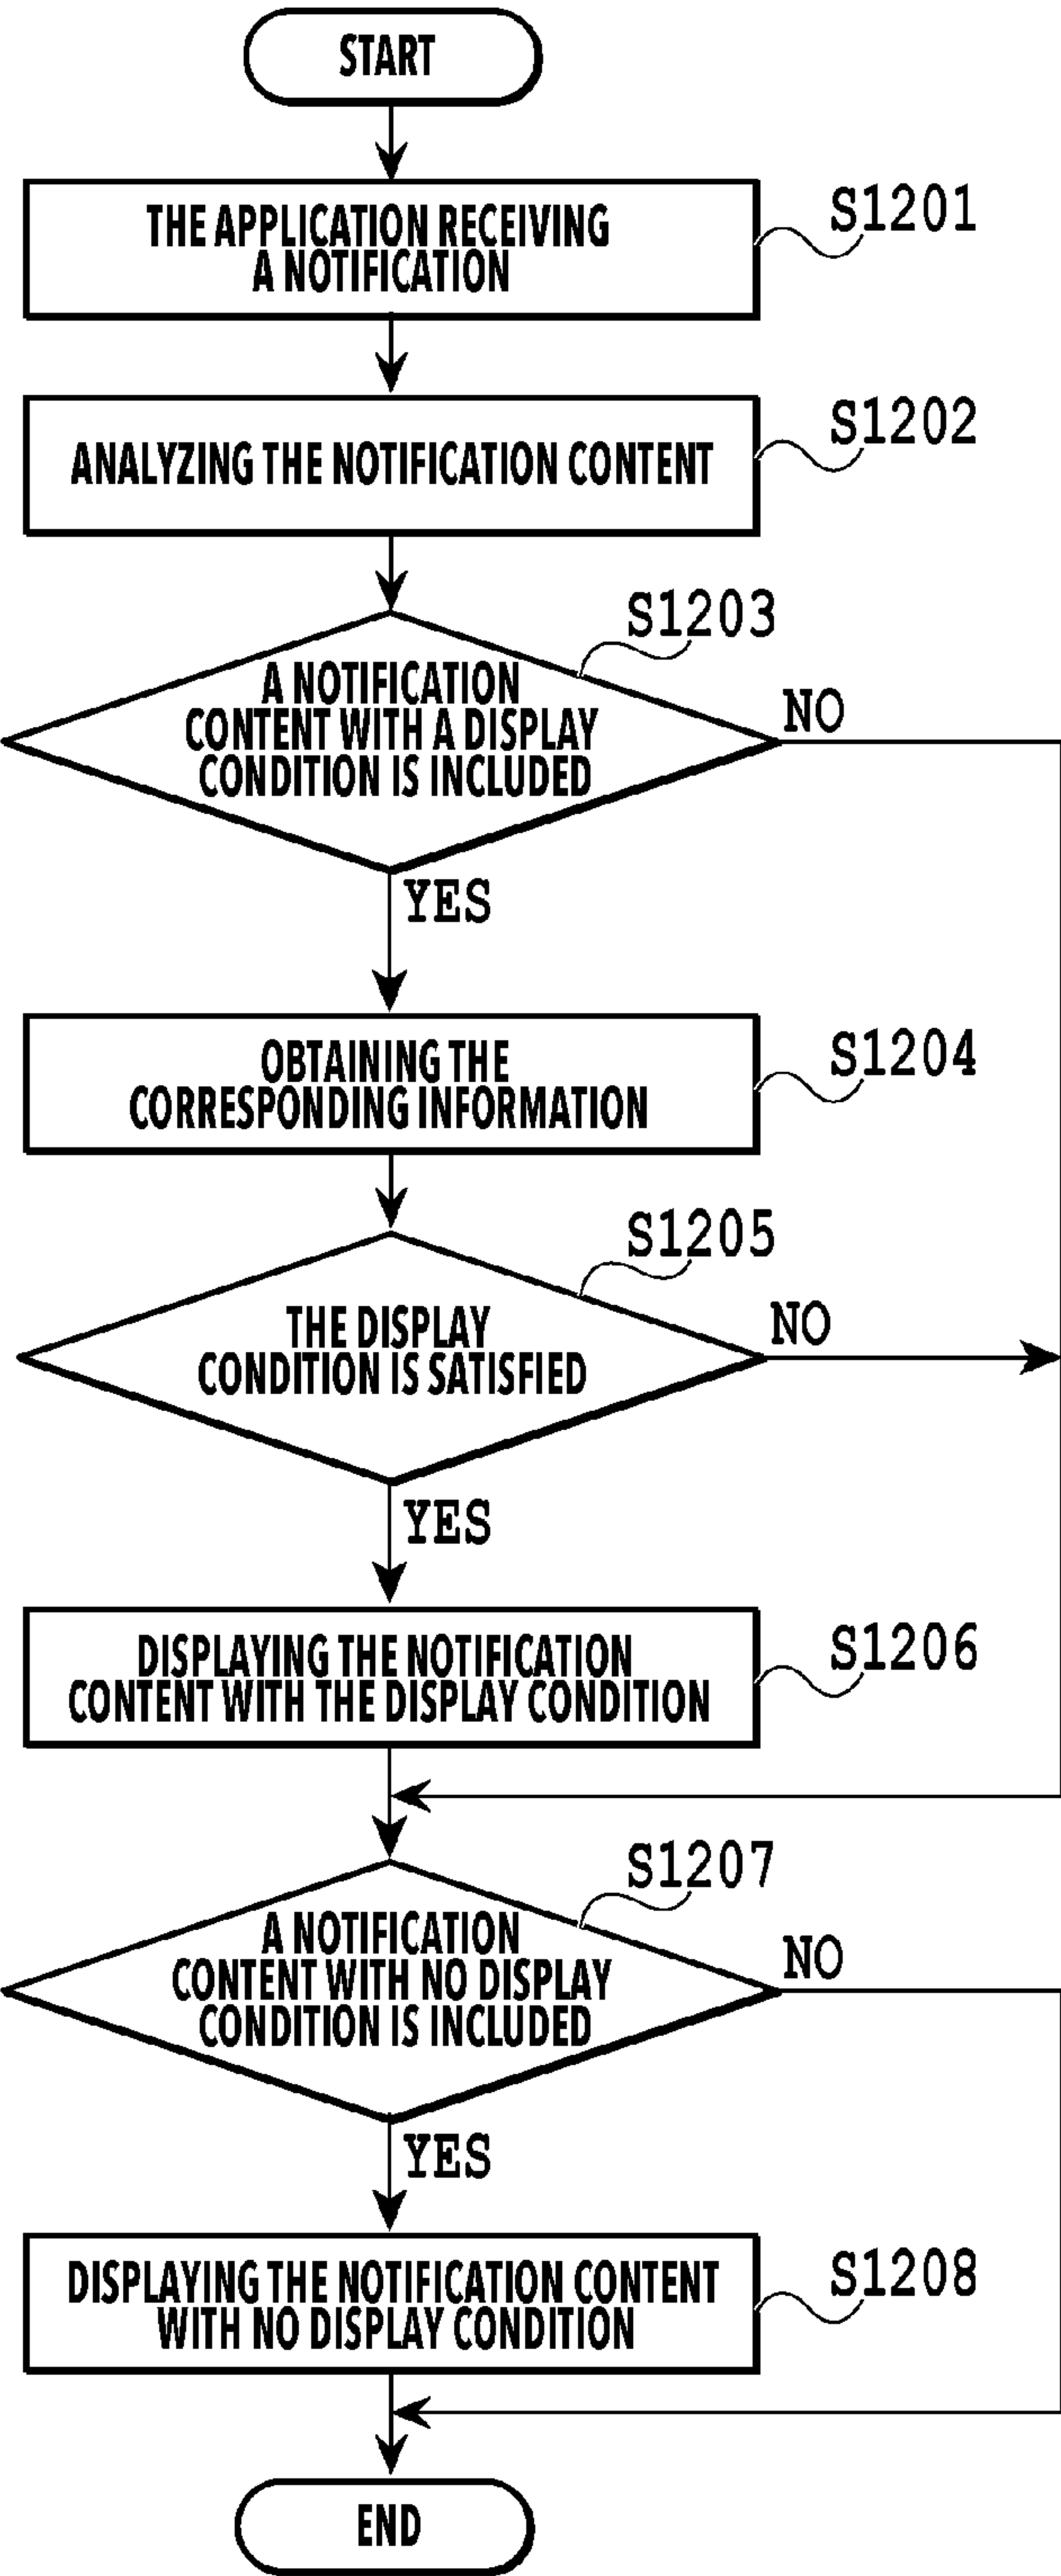 START
THE APPLICATION RECEIVING
A NOTIFICATION
S1201
ANALYZING THE NOTIFICATION CONTENT
S1202
S1203
A NOTIFICATION
CONTENT WITH A DISPLAY
CONDITION IS INCLUDED
NO
YES
OBTAINING THE
CORRESPONDING INFORMATION
S1204
S1205
THE DISPLAY
CONDITION IS SATISFIED
NO
YES
DISPLAYING THE NOTIFICATION
CONTENT WITH THE DISPLAY CONDITION
S1206
S1207
A NOTIFICATION
CONTENT WITH NO DISPLAY
CONDITION IS INCLUDED
NO
YES
DISPLAYING THE NOTIFICATION CONTENT
WITH NO DISPLAY CONDITION
S1208
END